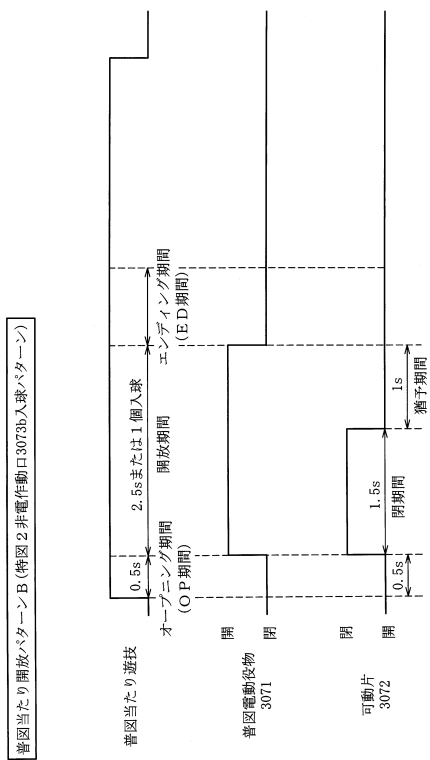 普図当たり開放パターンB(特図2非電作動口3073b入球パターン)
普図当たり遊技
0.5s
オープニング期間
(OP期間)
2.5sまたは1個入球
開放期間
エンディング期間
(ED期間)
普図電動役物
3071
開
閉
可動片
3072
閉
開
0.5s
1.5s
閉期間
1s
猶予期間